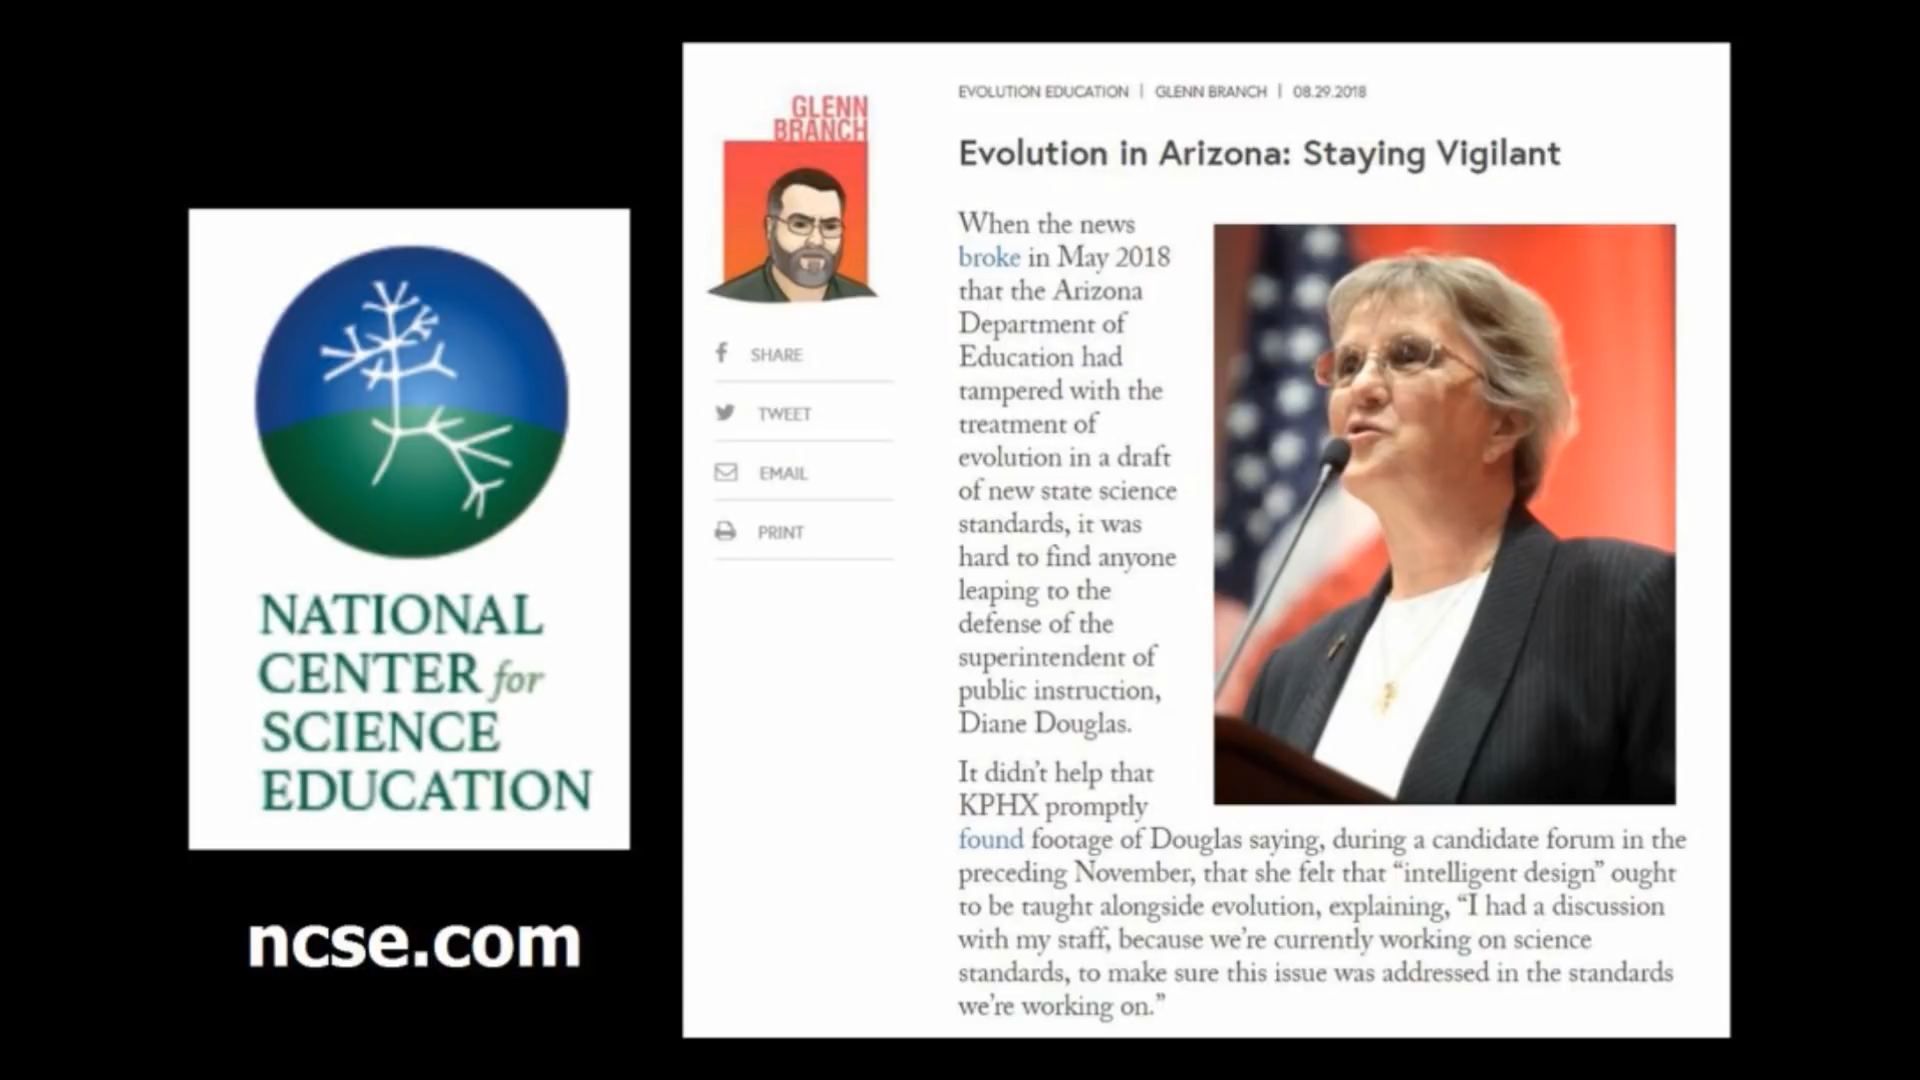 NATIONAL
CENTER for
SCIENCE
EDUCATION
ncse.com
GLENN
BRANCH
SHARE
TWEET
EMAIL
PRINT
EVOLUTION EDUCATION | GLENN BRANCH | 08.29.2018
Evolution in Arizona: Staying Vigilant
When the news
broke in May 2018
that the Arizona
Department of
Education had
tampered with the
treatment of
evolution in a draft
of new state science
standards, it was
hard to find anyone
leaping to the
defense of the
superintendent of
public instruction,
Diane Douglas.
It didn't help that
KPHX promptly
found footage of Douglas saying, during a candidate forum in the
preceding November, that she felt that “intelligent design” ought
to be taught alongside evolution, explaining, “I had a discussion
with my staff, because we're currently working on science
standards, to make sure this issue was addressed in the standards
we're working on.”